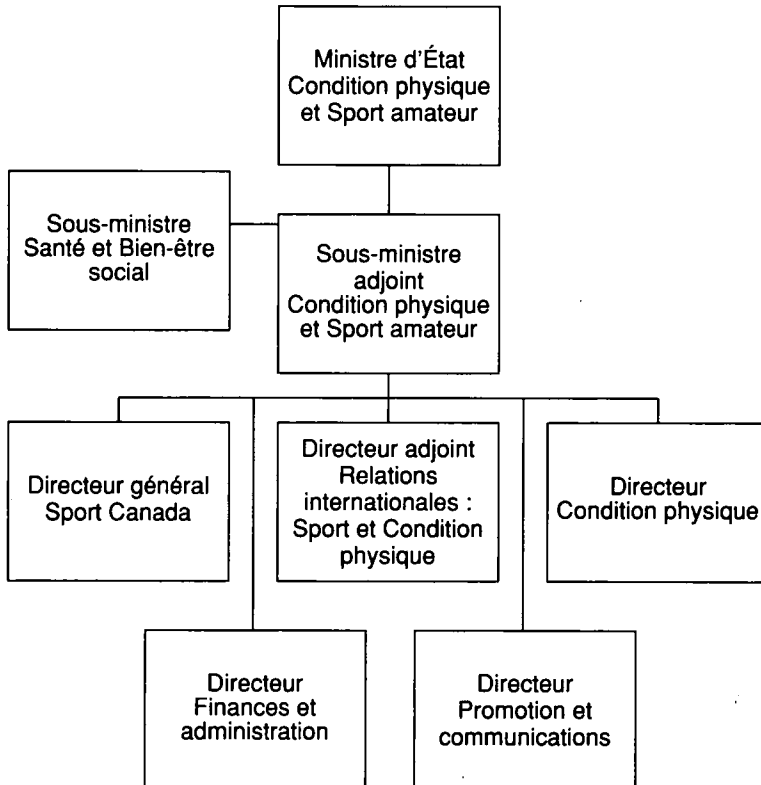 Ministre d'État
Condition physique
et Sport amateur
Sous-ministre
Santé et Bien-être
social
Sous-ministre
adjoint
Condition physique
et Sport amateur
Directeur général
Sport Canada
Directeur adjoint
Relations
internationales :
Sport et Condition
physique
Directeur
Condition physique
Directeur
Finances et
administration
Directeur
Promotion et
communications